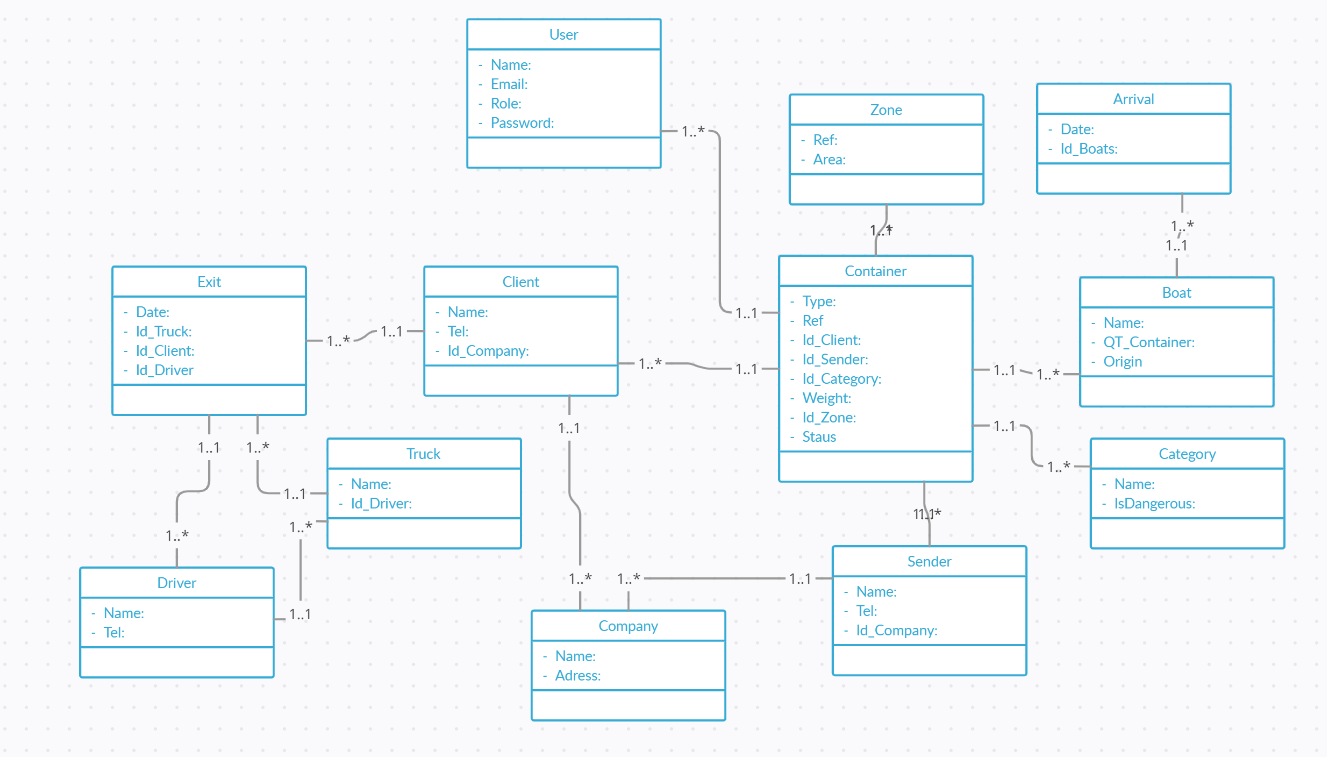 User
- Name:
- Email:
- Role:
- Password:
1..*
Zone
- Ref:
- Area:
Arrival
- Date:
- Id_Boats:
1..*
1..1
Exit
- Date:
- Id_Truck:
- Id_Client:
- Id_Driver
1..*
1..1
Client
- Name:
- Tel:
- Id_Company:
1..*
1..1
1..1
Container
- Type:
- Ref
- Id_Client:
- Id_Sender:
- Id_Category:
- Weight:
- Id_Zone:
- Staus
1..1
1..*
Boat
- Name:
- QT_Container:
- Origin
1..1
1..*
Category
- Name:
- IsDangerous:
1..1
1..*
1..1
Truck
- Name:
- Id_Driver:
1..*
1..1
1..*
1..1
Driver
- Name:
- Tel:
1..1
1..*
1..*
1..1
Company
- Name:
- Adress:
Sender
- Name:
- Tel:
- Id_Company: